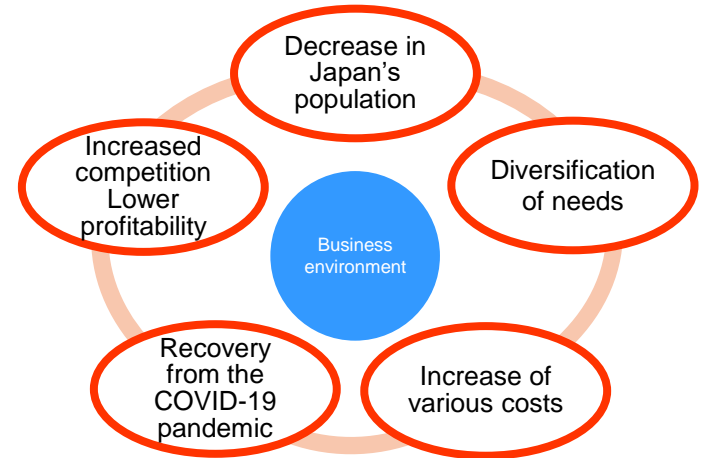 Decrease in
Japan’s
population
Increased
competition
Lower
profitability
Diversification
of needs
Business
environment
Recovery
from the
COVID-19
pandemic
Increase of
various costs